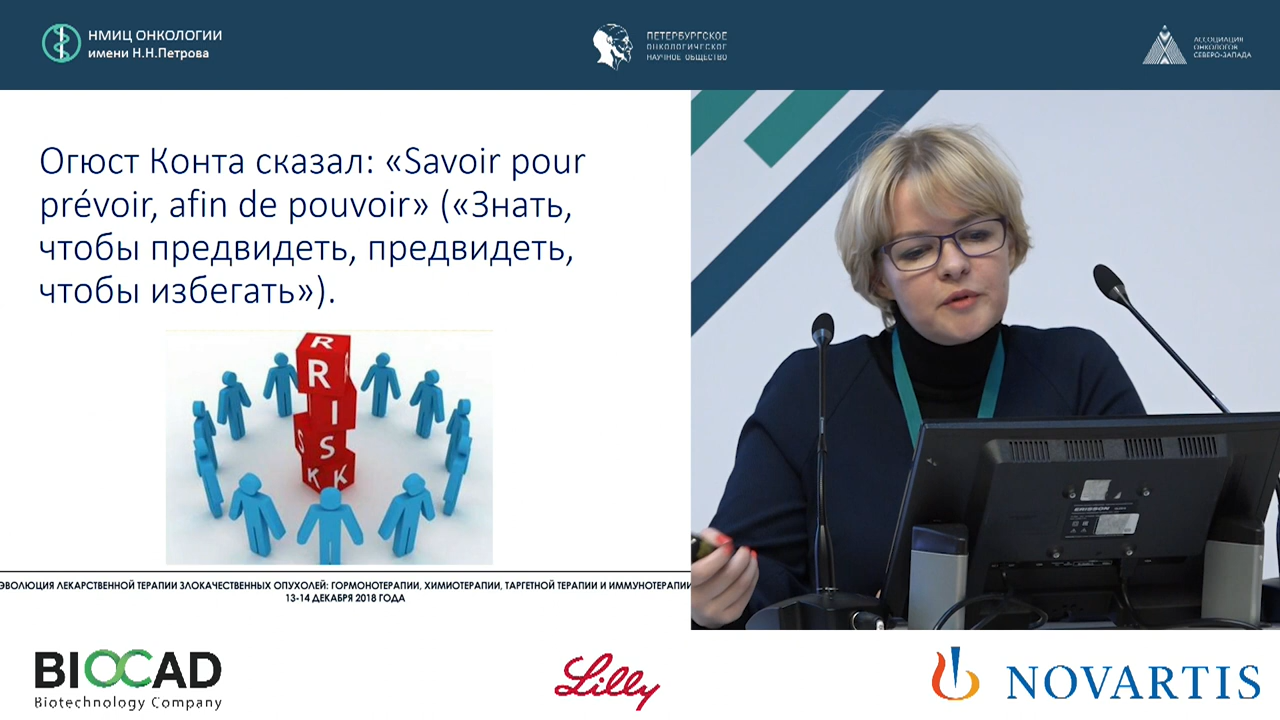 НМИЦ ОНКОЛОГИИ
имени Н.Н.Петрова
ПЕТЕРБУРГСКОЕ
ОНКОЛОГИЧЕСКОЕ
НАУЧНОЕ ОБЩЕСТВО
АССОЦИАЦИЯ
ОНКОЛОГОВ
СЕВЕРО-ЗАПАДА
Огюст Конта сказал: «Savoir pour
prévoir, afin de pouvoir» («Знать,
чтобы предвидеть, предвидеть,
чтобы избегать»).
R
R
R
I
S
S
K
K
ЭВОЛЮЦИЯ ЛЕКАРСТВЕННОЙ ТЕРАПИИ ЗЛОКАЧЕСТВЕННЫХ ОПУХОЛЕЙ: ГОРМОНОТЕРАПИИ, ХИМИОТЕРАПИИ, ТАРГЕТНОЙ ТЕРАПИИ И ИММУНОТЕРАПИИ
13-14 ДЕКАБРЯ 2018 ГОДА
ERISSON
BIOCAD
Biotechnology Company
Lilly
NOVARTIS